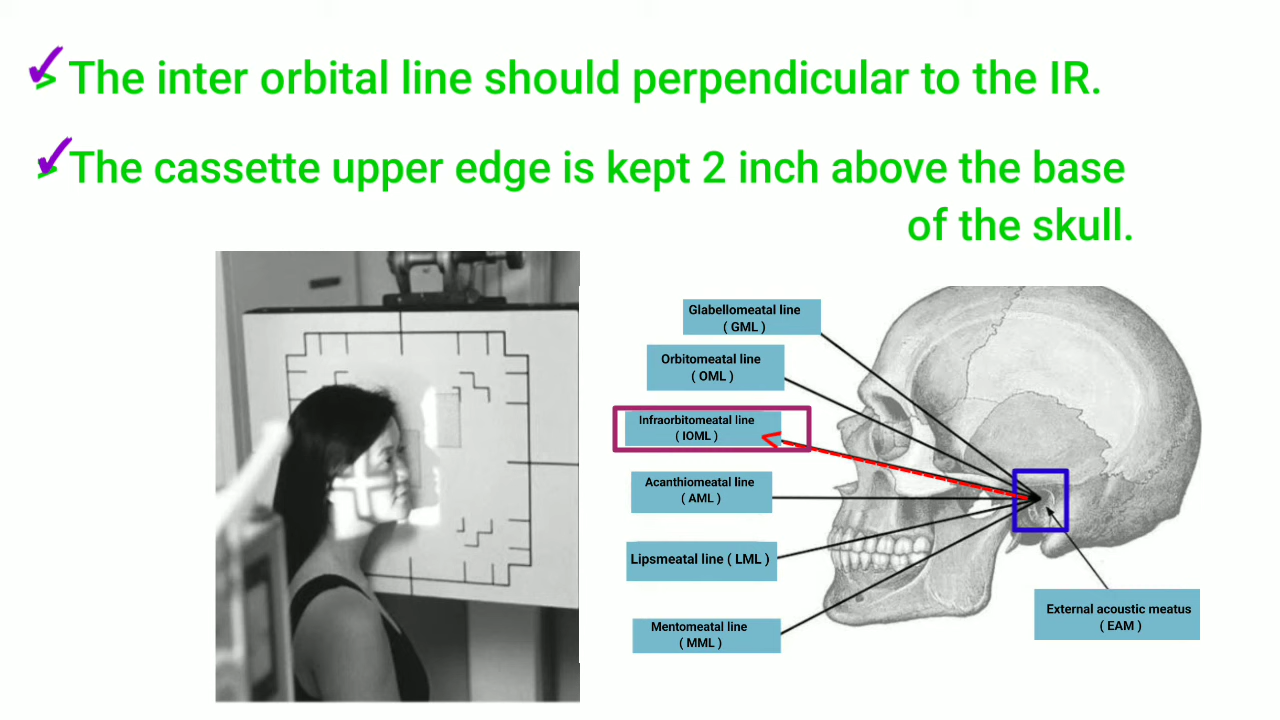 The inter orbital line should perpendicular to the IR.
The cassette upper edge is kept 2 inch above the base
of the skull.
Glabellomeatal line
( GML )
Orbitomeatal line
( OML )
Infraorbitomeatal line
( IOML )
Acanthiomeatal line
( AML )
Lipsmeatal line ( LML )
Mentomeatal line
( MML )
External acoustic meatus
( EAM )